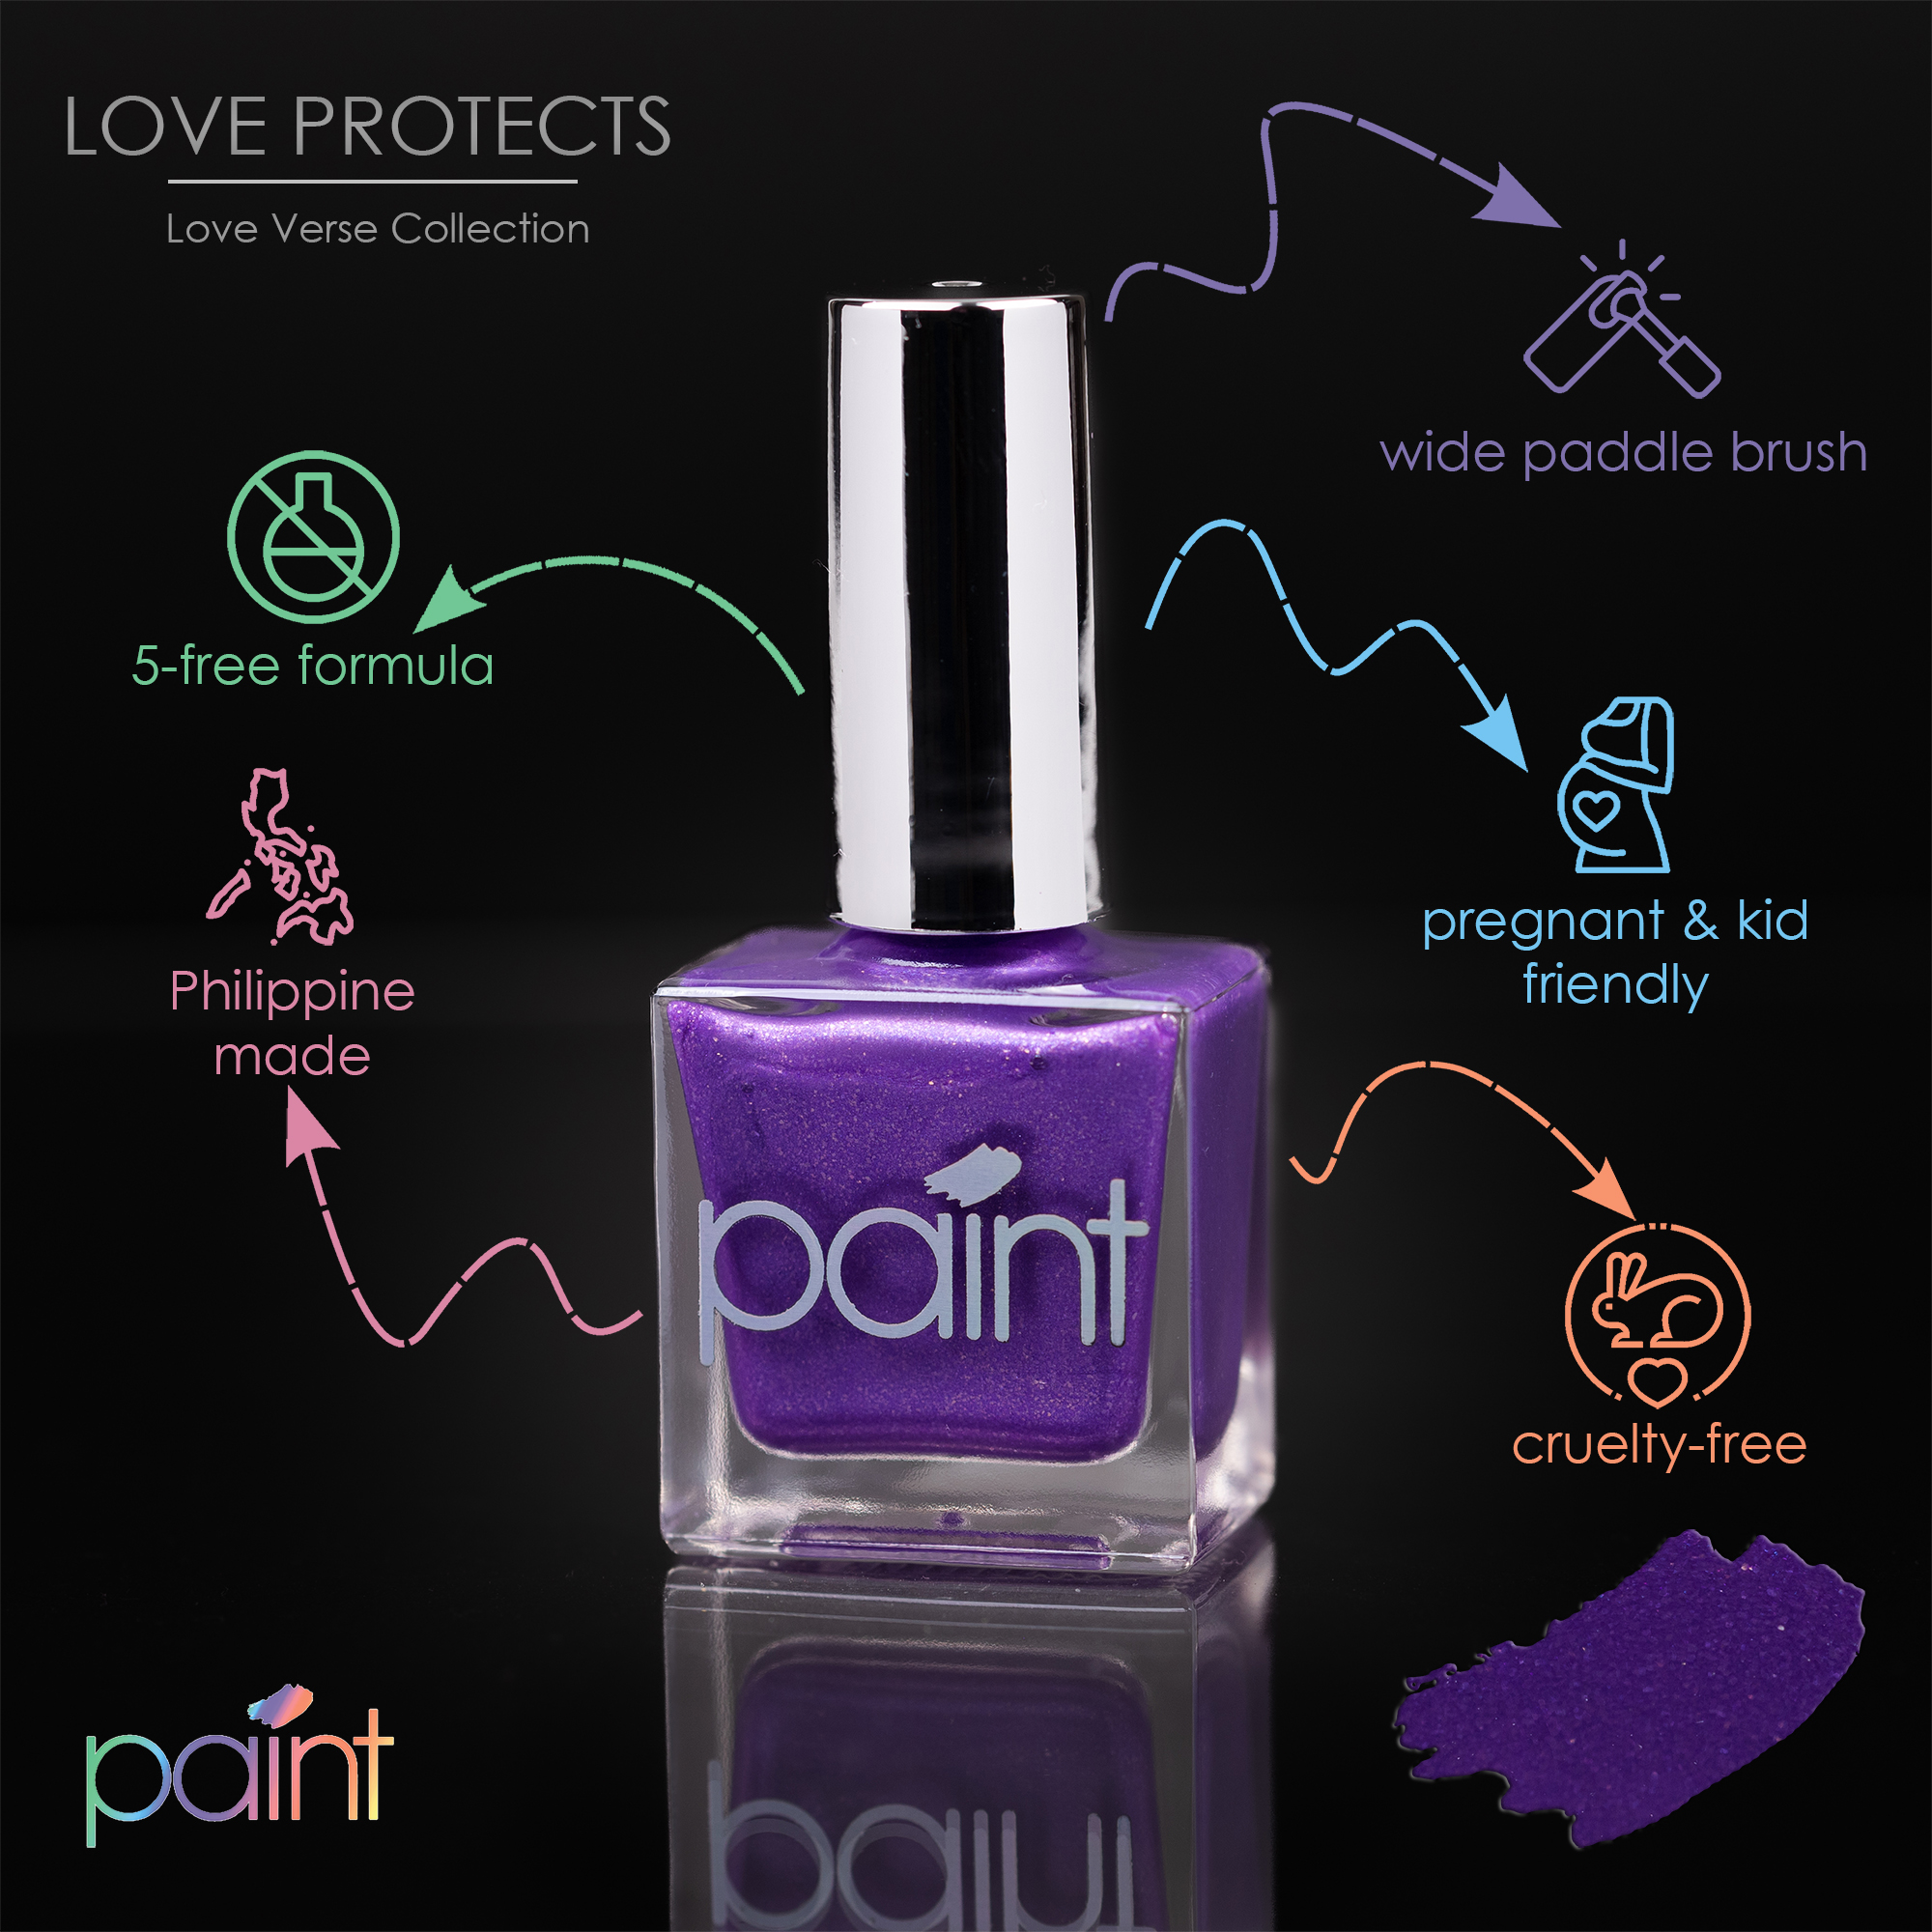 LOVE PROTECTS
Love Verse Collection
wide paddle brush
5-free formula
pregnant & kid
friendly
Philippine
made
paint
cruelty-free
paint
paint